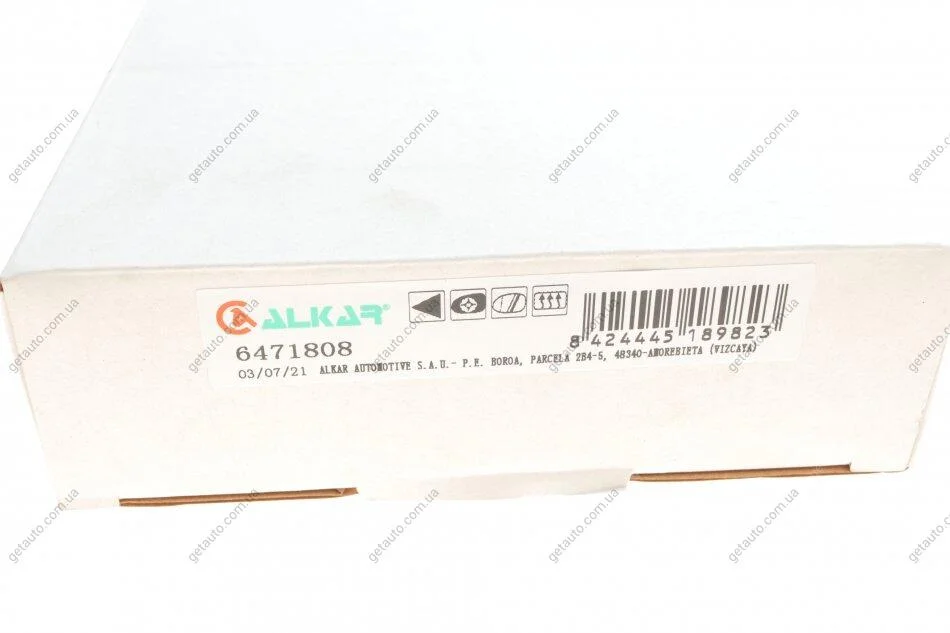 ALKAR®
8 424445 189823
6471808
03/07/21 ALKAR AUTOMOTIVE S.A.U.- P.E. BOROA, PARCELA 2B4-5, 48340-AMOREBIETA (VIZCAYA)
getauto.com.ua